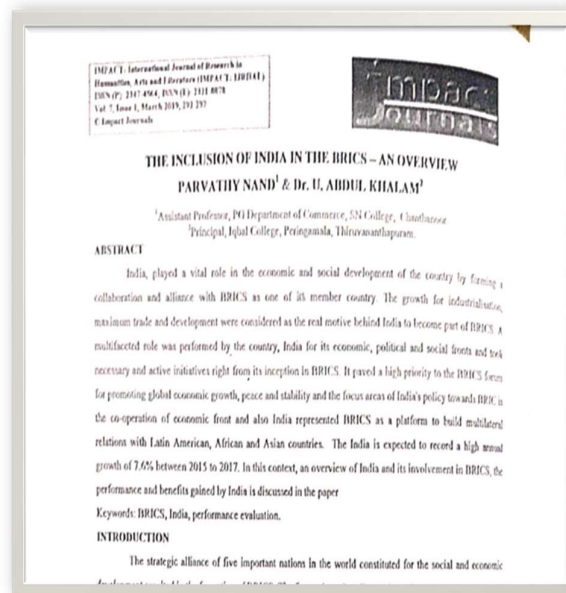 IMPACT: International Journal of Research in
Humanities, Arts and Literature (IMPACT: IJRHAL)
ISSN (P): 2347-4564, ISSN (E): 2321-8878
Vol. 7, Issue 3, March 2019, 293-297
© Impact Journals
impact
Journals
THE INCLUSION OF INDIA IN THE BRICS – AN OVERVIEW
PARVATHY NAND¹ & Dr. U. ABDUL KHALAM²
¹Assistant Professor, PG Department of Commerce, SN College,
²Principal, Iqbal College, Peringamala, Thiruvananthapuram.
ABSTRACT
India, played a vital role in the economic and social development of the country by forming a
collaboration and alliance with BRICS as one of its member country. The growth for industrialisation,
maximum trade and development were considered as the real motive behind India to become part of BRICS. A
multifaceted role was performed by the country, India for its economic, political and social fronts and took
necessary and active initiatives right from its inception in BRICS. It paved a high priority to the BRICS forum
for promoting global economic growth, peace and stability and the focus areas of India's policy towards BRIC is
the co-operation of economic front and also India represented BRICS as a platform to build multilateral
relations with Latin American, African and Asian countries. The India is expected to record a high annual
growth of 7.6% between 2015 to 2017. In this context, an overview of India and its involvement in BRICS, the
performance and benefits gained by India is discussed in the paper
Keywords: BRICS, India, performance evaluation.
INTRODUCTION
The strategic alliance of five important nations in the world constituted for the social and economic